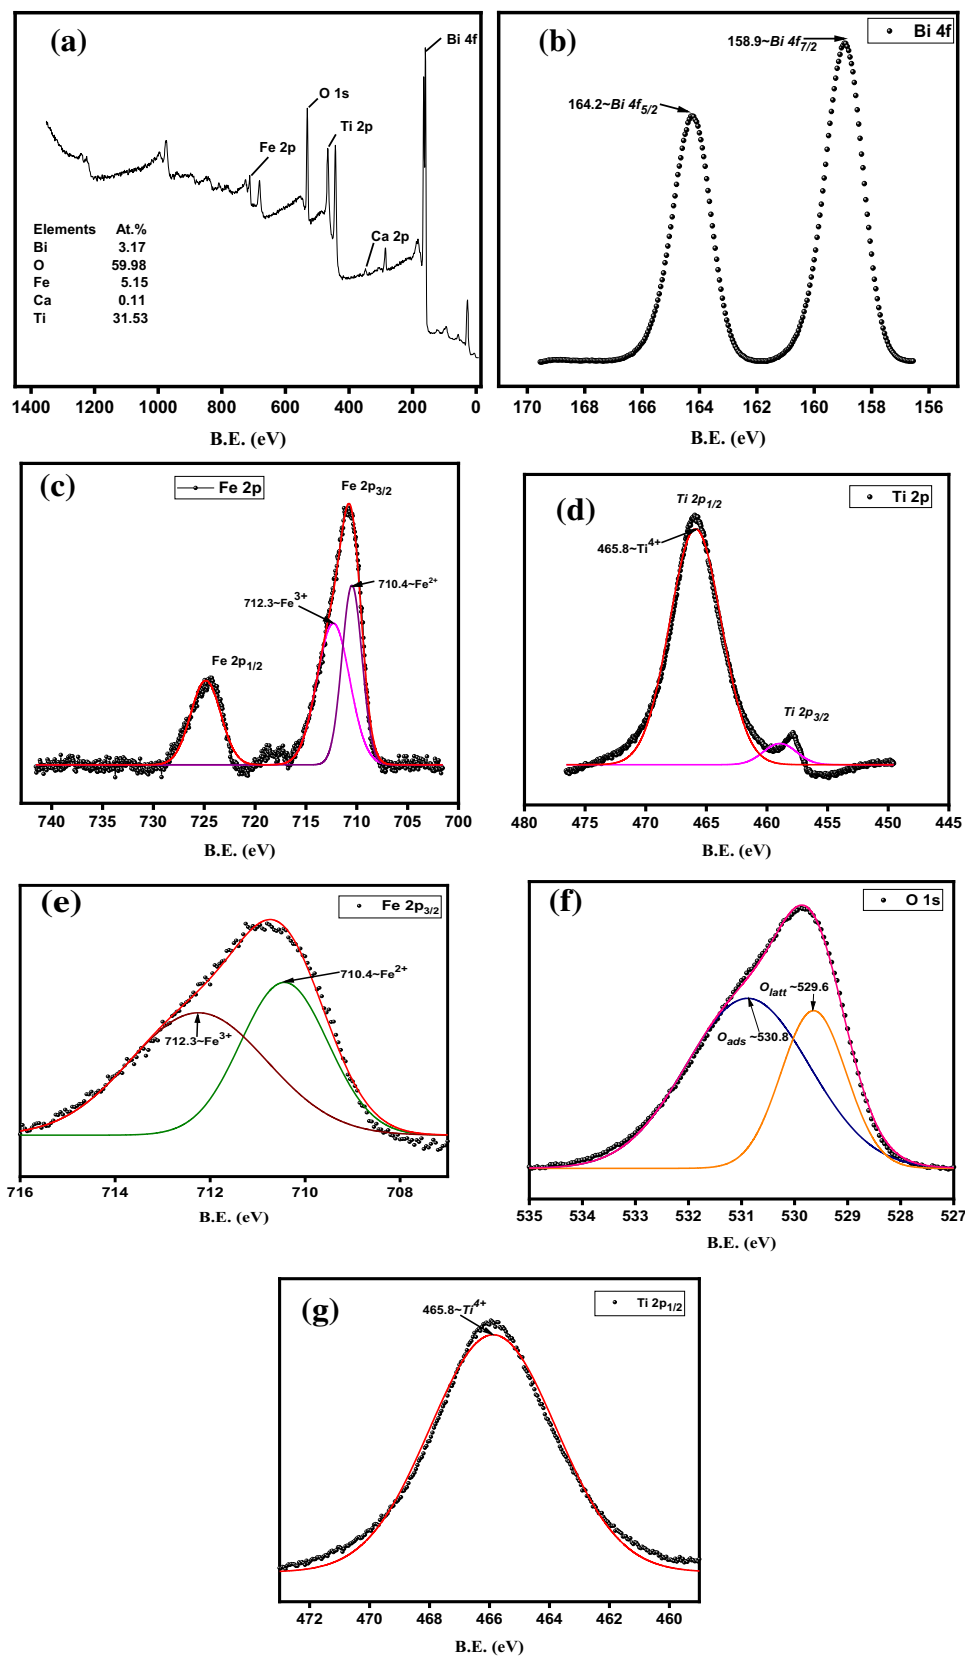 (a)
Bi 4f
O 1s
Ti 2p
Fe 2p
Ca 2p
Elements At.%
Bi 3.17
O 59.98
Fe 5.15
Ca 0.11
Ti 31.53
1400 1200 1000 800 600 400 200 0
B.E. (eV)
(b)
Bi 4f
158.9~Bi 4f7/2
164.2~Bi 4f5/2
170 168 166 164 162 160 158 156
B.E. (eV)
(c)
Fe 2p
Fe 2p3/2
710.4~Fe2+
712.3~Fe3+
Fe 2p1/2
740 735 730 725 720 715 710 705 700
B.E. (eV)
(d)
Ti 2p
Ti 2p1/2
465.8~Ti4+
Ti 2p3/2
480 475 470 465 460 455 450 445
B.E. (eV)
(e)
Fe 2p3/2
710.4~Fe2+
712.3~Fe3+
716 714 712 710 708
B.E. (eV)
(f)
O 1s
Olatt ~529.6
Oads ~530.8
535 534 533 532 531 530 529 528 527
B.E. (eV)
(g)
Ti 2p1/2
465.8~Ti4+
472 470 468 466 464 462 460
B.E. (eV)